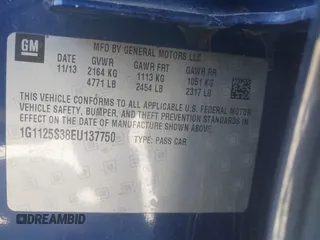 GM
MFD BY GENERAL MOTORS LLC
DATE GVWR GAWR FRT GAWR RR
11/13 2164 KG 1113 KG 1051 KG
4771 LB 2454 LB 2317 LB
THIS VEHICLE CONFORMS TO ALL APPLICABLE U.S. FEDERAL
MOTOR VEHICLE SAFETY, BUMPER, AND THEFT PREVENTION STANDARDS
IN EFFECT ON THE DATE OF MANUFACTURE SHOWN ABOVE.
1G1125S38EU137750 TYPE: PASS CAR
DREAMBID